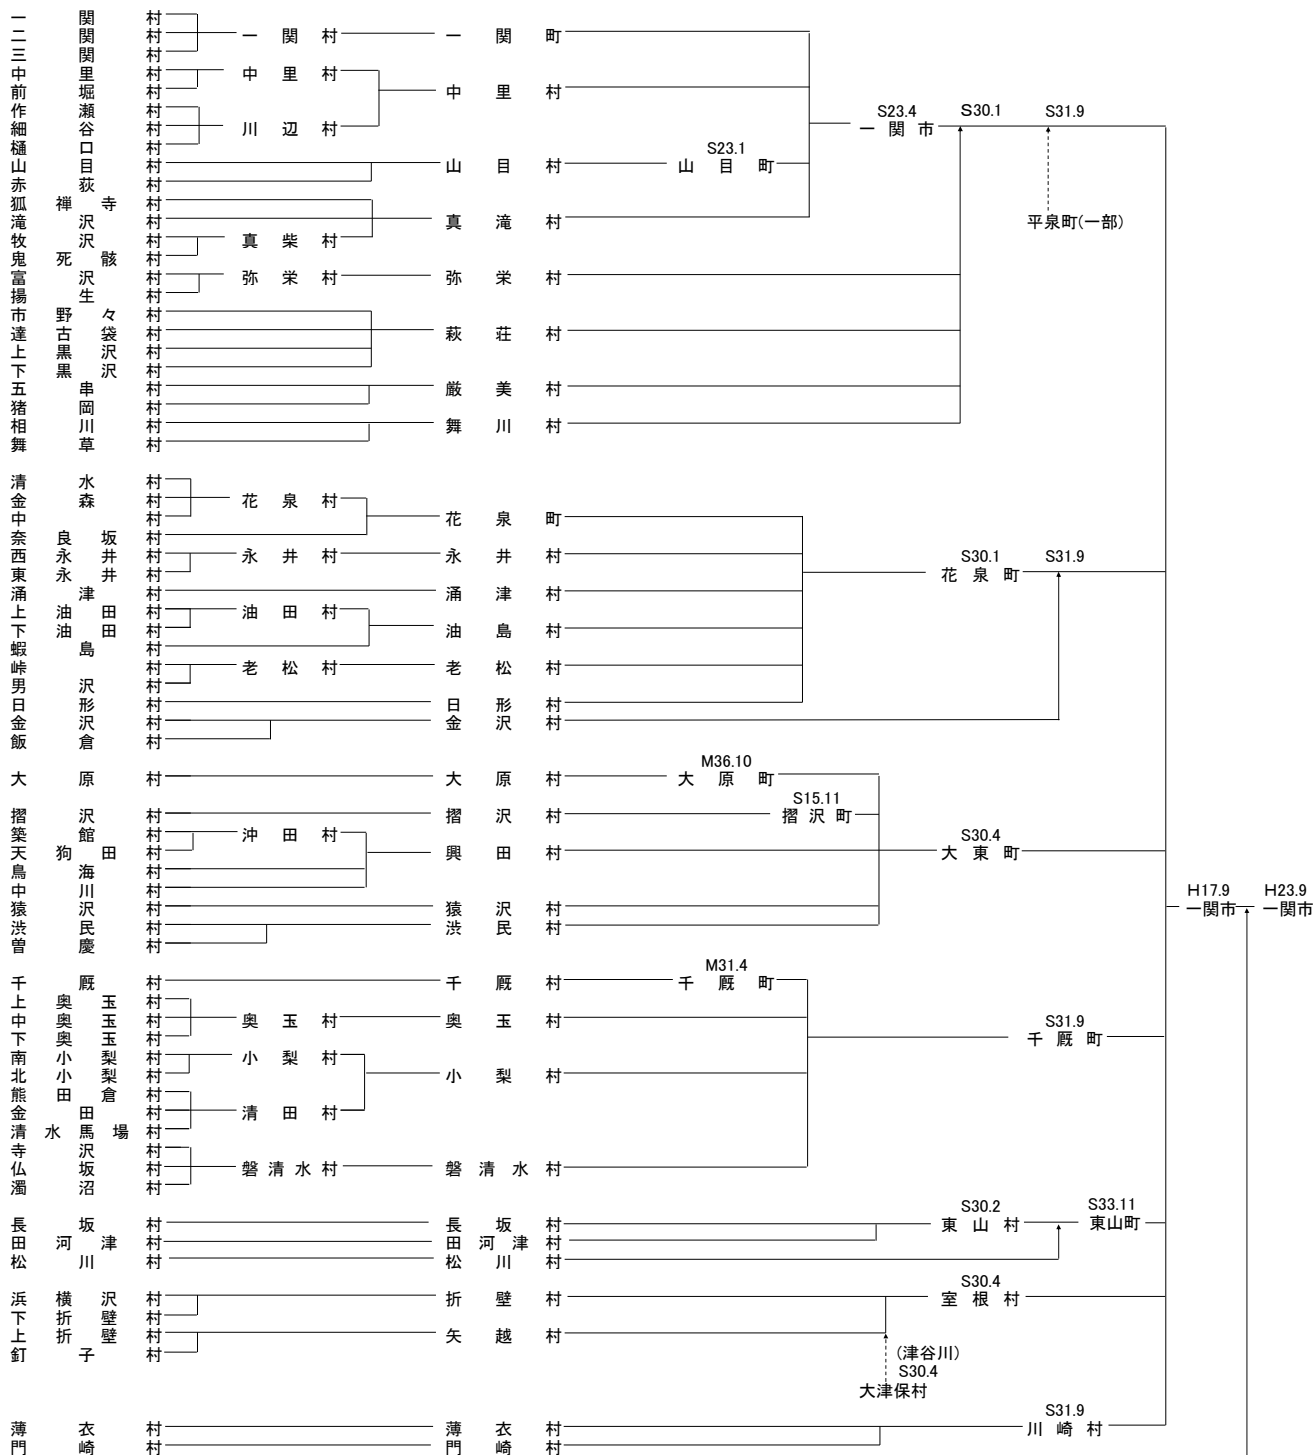 一関村
二関村 一関村 一関町
三関村
中里村 中里村
前堀村 中里村
作瀬村 S23.4 S30.1 S31.9
細谷村 川辺村 一関市
樋口村 S23.1
山目村 山目村 山目町
赤荻村
狐禅寺村
滝沢村 真滝村 平泉町(一部)
牧沢村 真柴村
鬼死骸村
富沢村 弥栄村 弥栄村
揚生村
市野々村
達古袋村 萩荘村
上黒沢村
下黒沢村
五串村 厳美村
猪岡村
相川村 舞川村
舞草村
清水村
金森村 花泉村
中村 花泉町
奈良坂村
西永井村 永井村 永井村 S30.1 S31.9
東永井村 花泉町
涌津村 涌津村
上油田村 油田村
下油田村 油島村
蝦島村
峠村 老松村 老松村
男沢村
日形村 日形村
金沢村 金沢村
飯倉村
M36.10
大原村 大原村 大原町
S15.11
摺沢村 摺沢村 摺沢町
築館村 沖田村 S30.4
天狗田村 興田村 大東町
鳥海村
中川村 H17.9 H23.9
猿沢村 猿沢村 一関市 一関市
渋民村 渋民村
曽慶村
M31.4
千厩村 千厩村 千厩町
上奥玉村
中奥玉村 奥玉村 奥玉村 S31.9
下奥玉村 千厩町
南小梨村 小梨村
北小梨村 小梨村
熊田倉村
金田村 清田村
清水馬場村
寺沢村
仏坂村 磐清水村 磐清水村
濁沼村
S30.2 S33.11
長坂村 長坂村 東山村 東山町
田河津村 田河津村
松川村 松川村
S30.4
浜横沢村 折壁村 室根村
下折壁村
上折壁村 矢越村
釘子村 (津谷川)
S30.4
大津保村
S31.9
薄衣村 薄衣村 川崎村
門崎村 門崎村